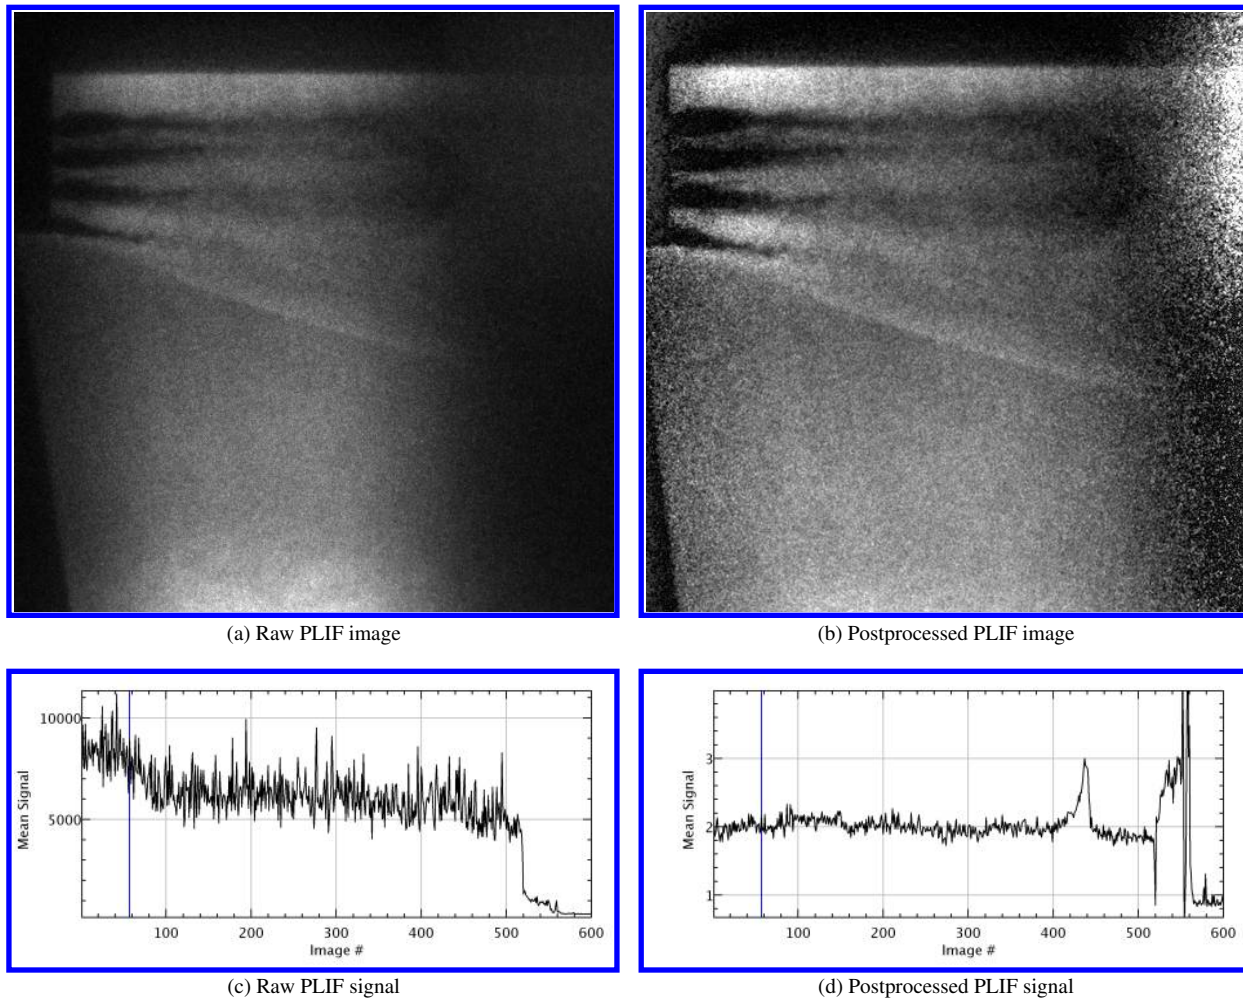 (a) Raw PLIF image
(b) Postprocessed PLIF image
10000
5000
Mean Signal
100 200 300 400 500 600
Image #
(c) Raw PLIF signal
3
2
1
Mean Signal
100 200 300 400 500 600
Image #
(d) Postprocessed PLIF signal